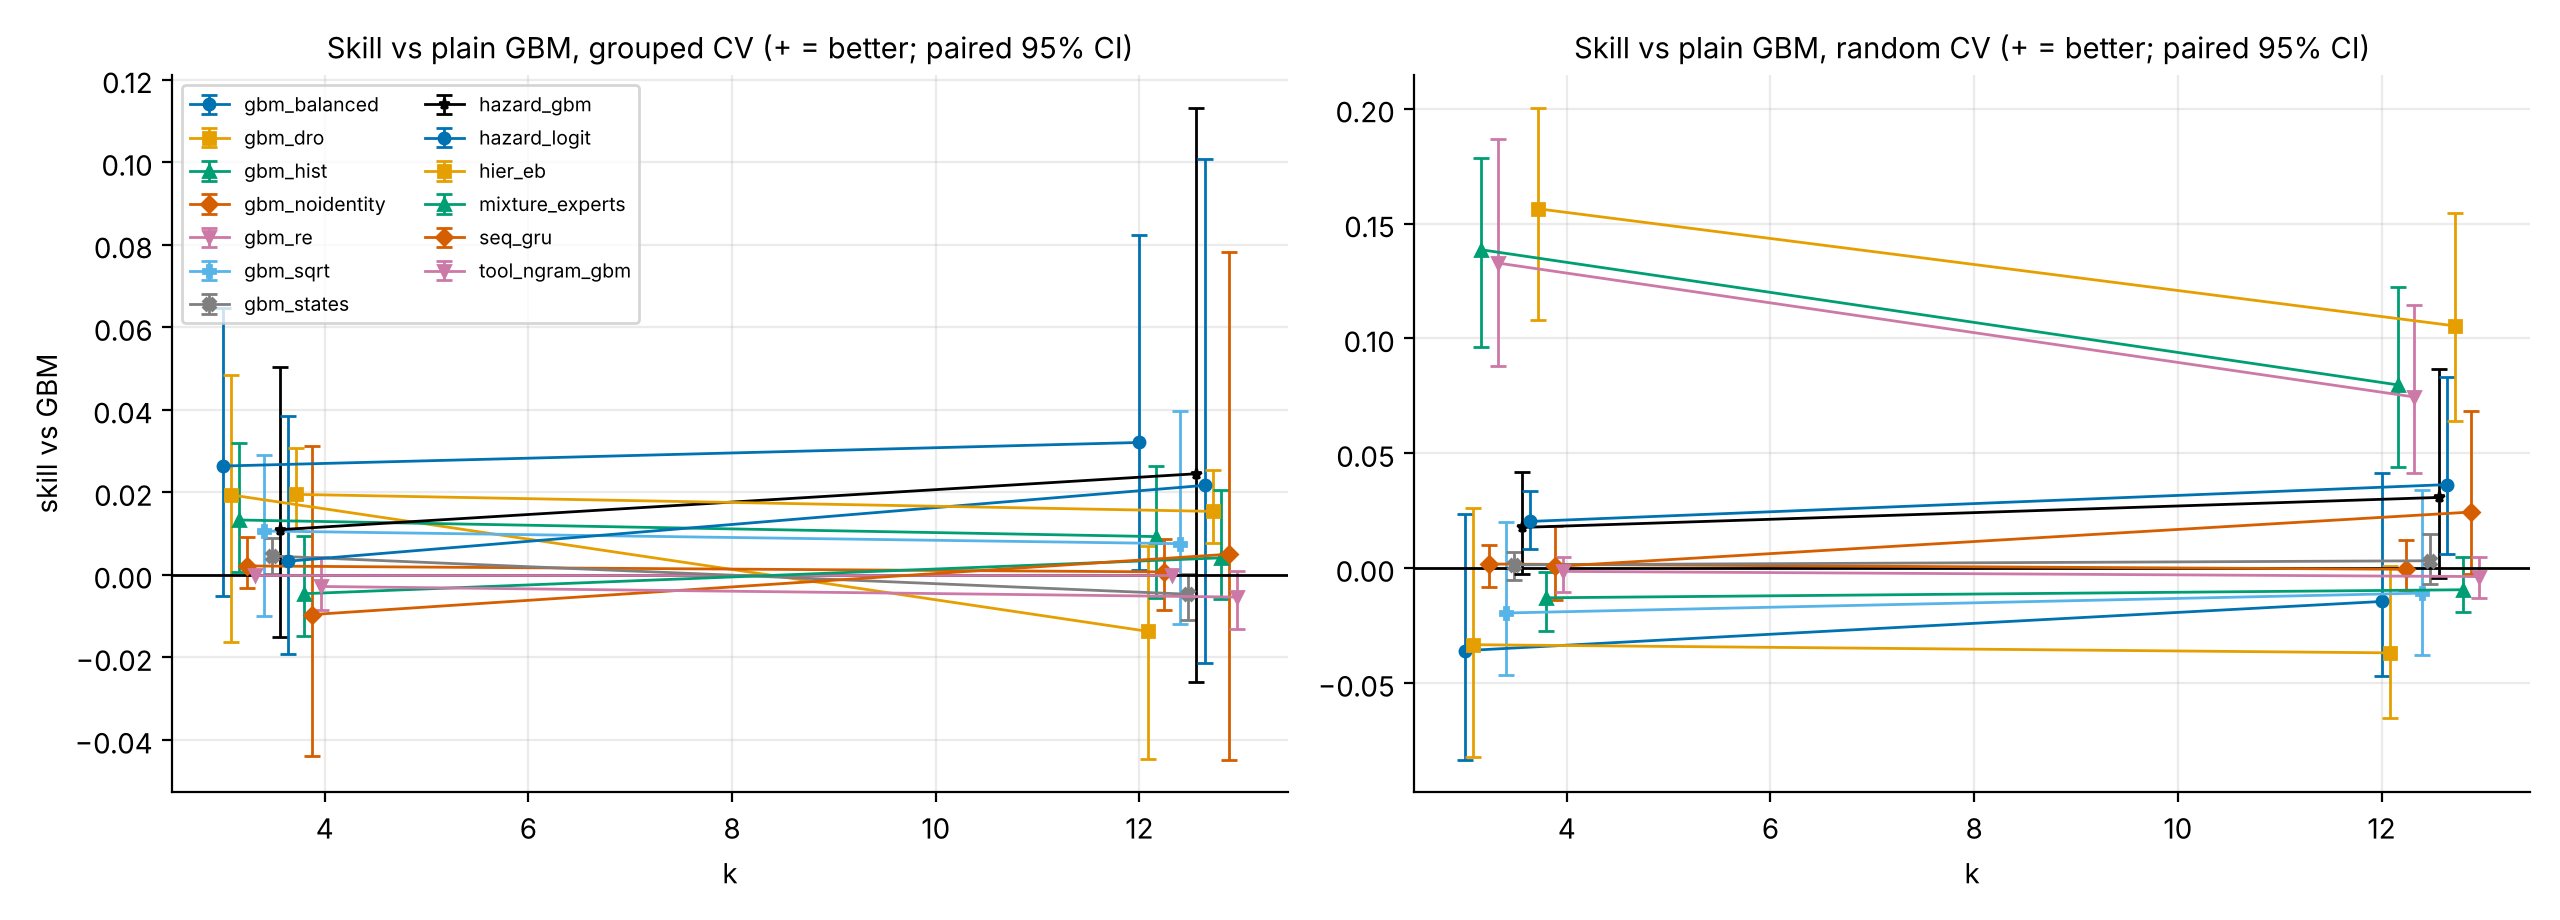 Skill vs plain GBM, grouped CV (+ = better; paired 95% CI)
skill vs GBM
0.12
0.10
0.08
0.06
0.04
0.02
0.00
−0.02
−0.04
gbm_balanced
gbm_dro
gbm_hist
gbm_noidentity
gbm_re
gbm_sqrt
gbm_states
hazard_gbm
hazard_logit
hier_eb
mixture_experts
seq_gru
tool_ngram_gbm
4 6 8 10 12
k
Skill vs plain GBM, random CV (+ = better; paired 95% CI)
0.20
0.15
0.10
0.05
0.00
−0.05
4 6 8 10 12
k